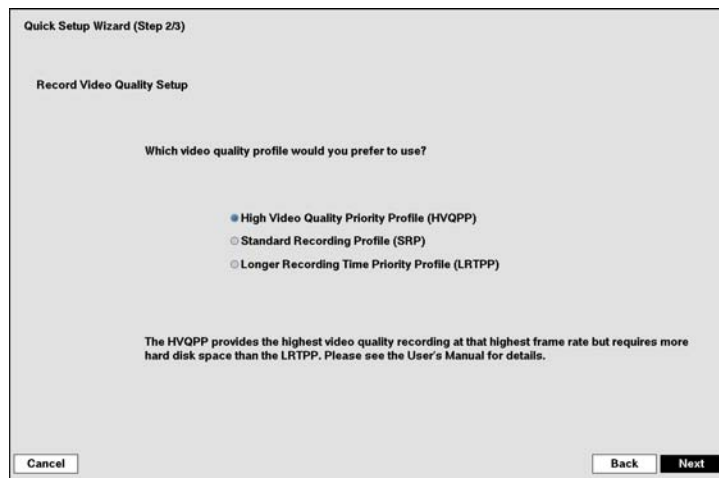 Quick Setup Wizard (Step 2/3)
Record Video Quality Setup
Which video quality profile would you prefer to use?
High Video Quality Priority Profile (HVQPP)
Standard Recording Profile (SRP)
Longer Recording Time Priority Profile (LRTPP)
The HVQPP provides the highest video quality recording at that highest frame rate but requires more
hard disk space than the LRTPP. Please see the User's Manual for details.
Cancel
Back
Next